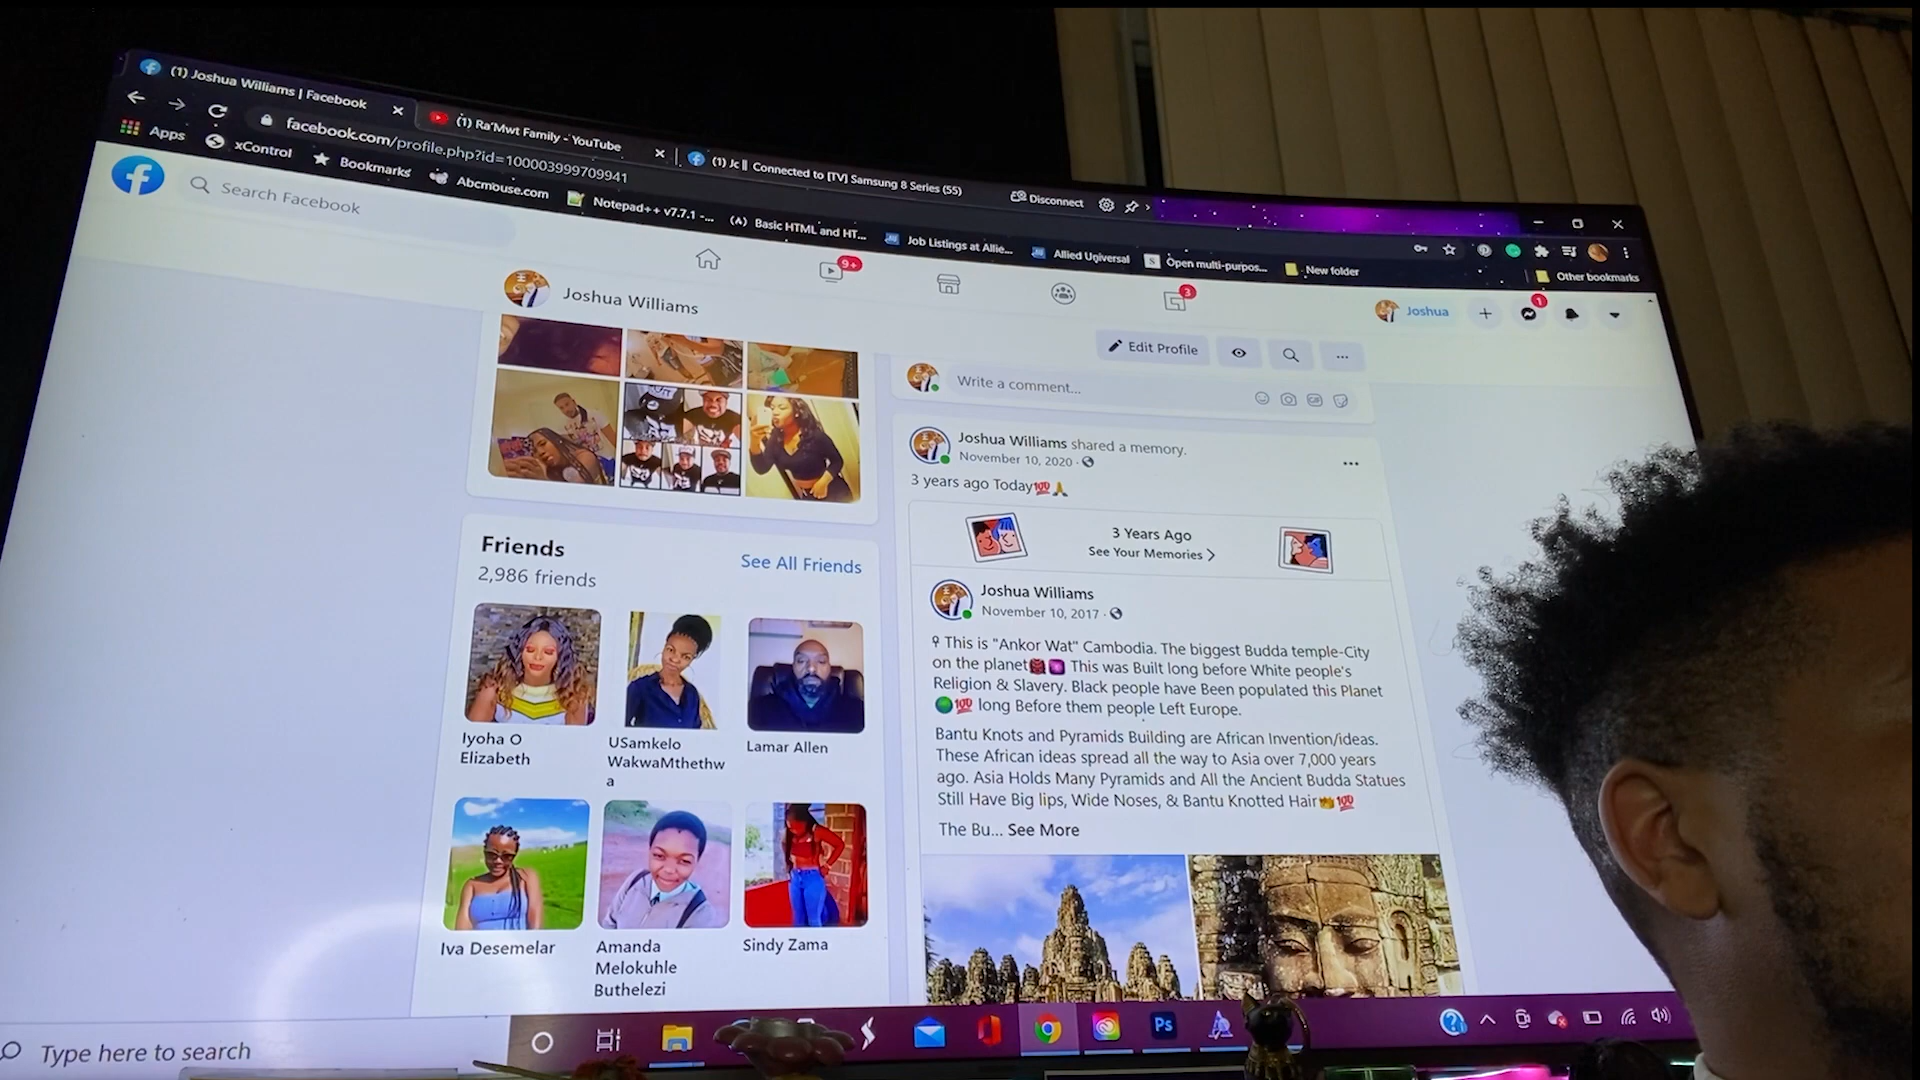 (1) Joshua Williams | Facebook
(1) Ra'Mwt Family - YouTube
(1) Jc ||
Connected to [TV] Samsung 8 Series (55)
Disconnect
facebook.com/profile.php?id=100003999709941
Apps
xControl
Bookmarks
Abcmouse.com
Notepad++ v7.7.1 -...
Basic HTML and HT...
Job Listings at Allie...
Allied Universal
Open multi-purpos...
New folder
Other bookmarks
Search Facebook
9+
3
Joshua
1
Joshua Williams
Edit Profile
Write a comment...
GIF
Joshua Williams shared a memory.
November 10, 2020 ·
3 years ago Today💯🙏
3 Years Ago
See Your Memories >
Joshua Williams
November 10, 2017 ·
This is "Ankor Wat" Cambodia. The biggest Budda temple-City
on the planet This was Built long before White people's
Religion & Slavery. Black people have Been populated this Planet
💯 long Before them people Left Europe.
Bantu Knots and Pyramids Building are African Invention/ideas.
These African ideas spread all the way to Asia over 7,000 years
ago. Asia Holds Many Pyramids and All the Ancient Budda Statues
Still Have Big lips, Wide Noses, & Bantu Knotted Hair👑💯
The Bu... See More
Friends
2,986 friends
See All Friends
Iyoha O
Elizabeth
USamkelo
WakwaMthethw
a
Lamar Allen
Iva Desemelar
Amanda
Melokuhle
Buthelezi
Sindy Zama
Type here to search
Ps